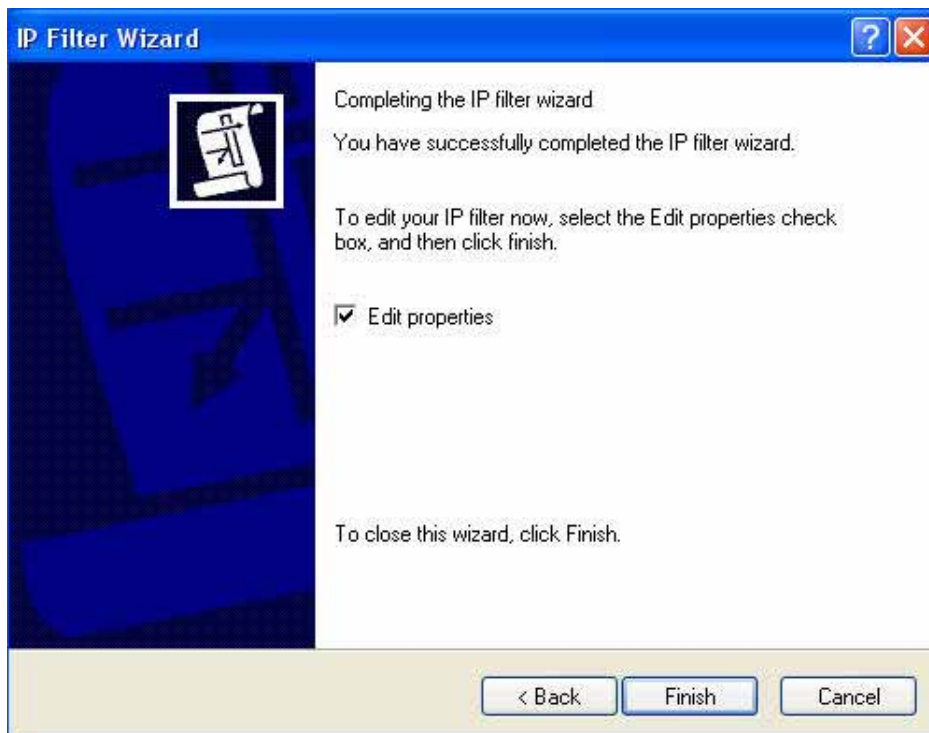 IP Filter Wizard
Completing the IP filter wizard
You have successfully completed the IP filter wizard.
To edit your IP filter now, select the Edit properties check
box, and then click finish.
Edit properties
To close this wizard, click Finish.
< Back
Finish
Cancel